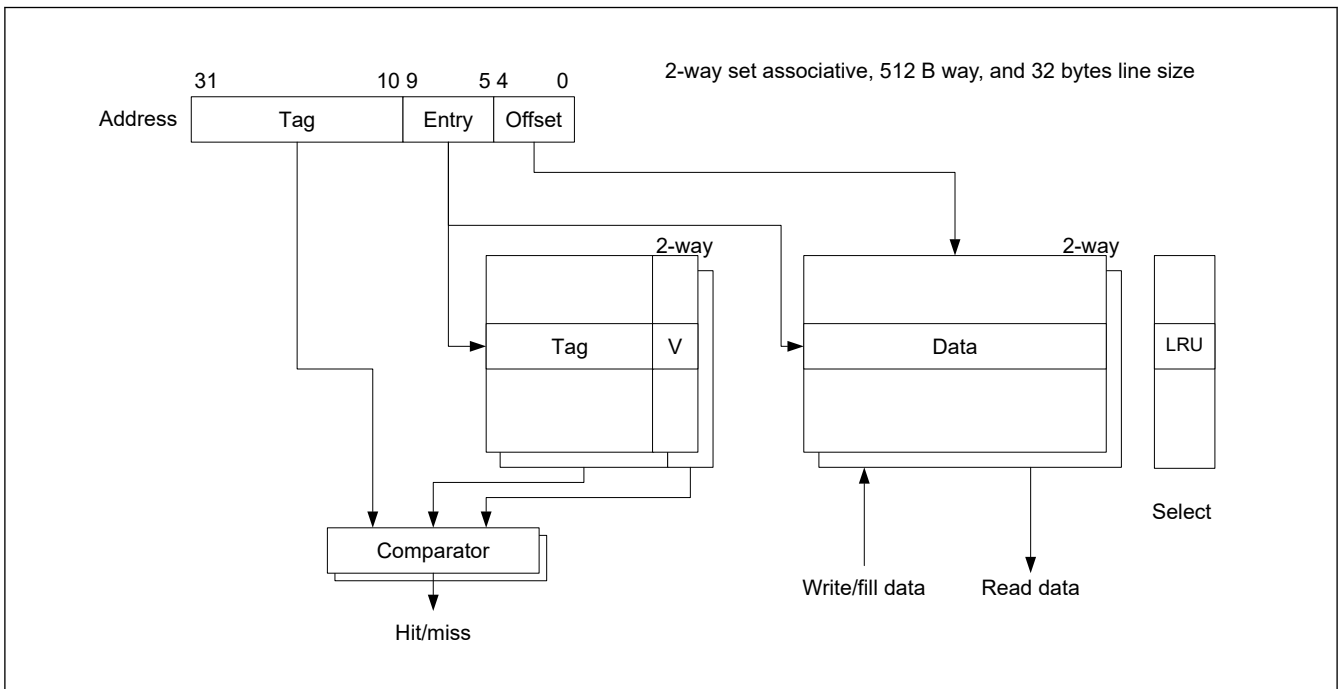 2-way set associative, 512 B way, and 32 bytes line size
31 10 9 5 4 0
Address Tag Entry Offset
2-way 2-way
Tag V Data LRU
Select
Comparator
Write/fill data Read data
Hit/miss